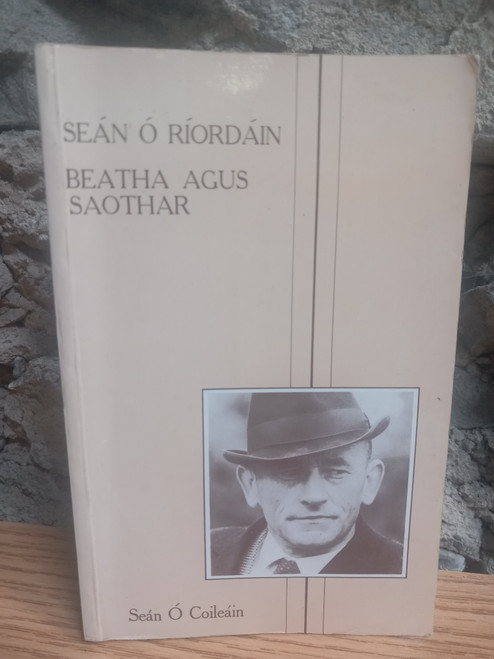 SEÁN Ó RÍORDÁIN
BEATHA AGUS
SAOTHAR
Seán Ó Coileáin